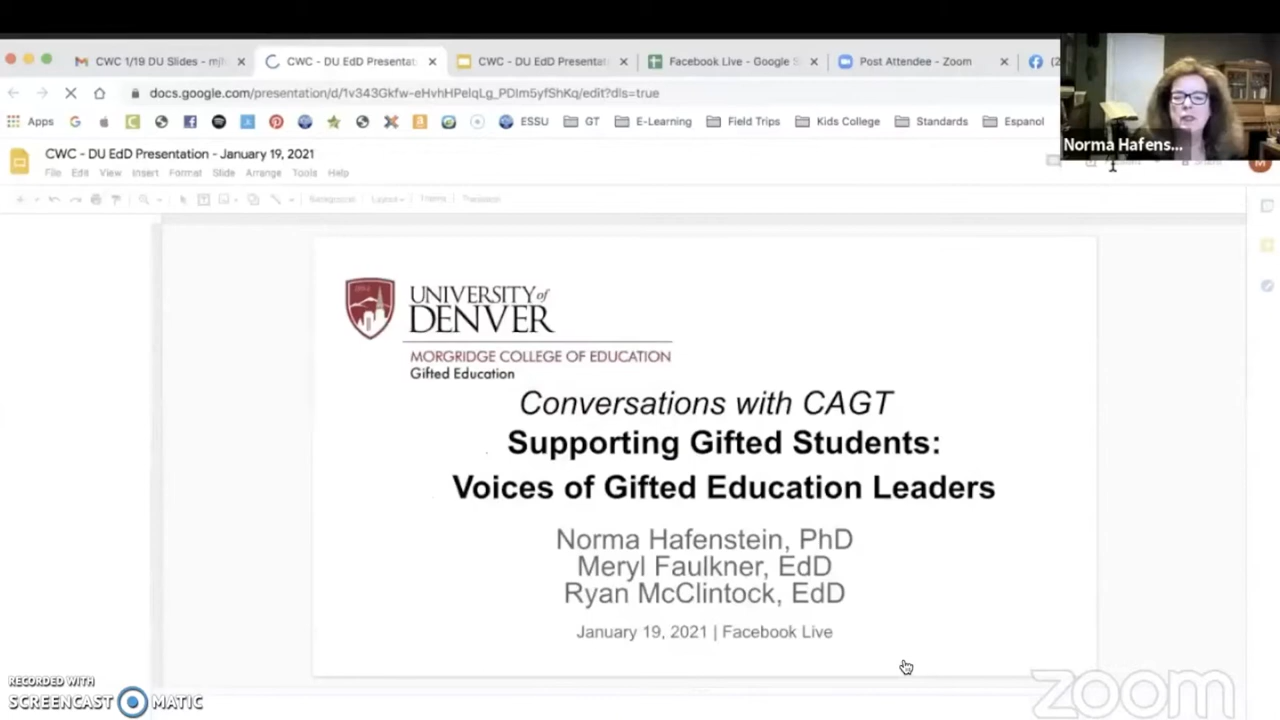 CWC 1/19 DU Slides - mjf
CWC - DU EdD Presentat
CWC - DU EdD Presentat
Facebook Live - Google S
Post Attendee - Zoom
docs.google.com/presentation/d/1v343Gkfw-eHvhHPelqLg_PDIm5yfShKq/edit?dls=true
Apps
ESSU
GT
E-Learning
Field Trips
Kids College
Standards
Espanol
Norma Hafens...
CWC - DU EdD Presentation - January 19, 2021
File Edit View Insert Format Slide Arrange Tools Help
Background Layout Theme Transition
UNIVERSITY of
DENVER
MORGRIDGE COLLEGE OF EDUCATION
Gifted Education
Conversations with CAGT
Supporting Gifted Students:
Voices of Gifted Education Leaders
Norma Hafenstein, PhD
Meryl Faulkner, EdD
Ryan McClintock, EdD
January 19, 2021 | Facebook Live
RECORDED WITH
SCREENCAST MATIC
zoom